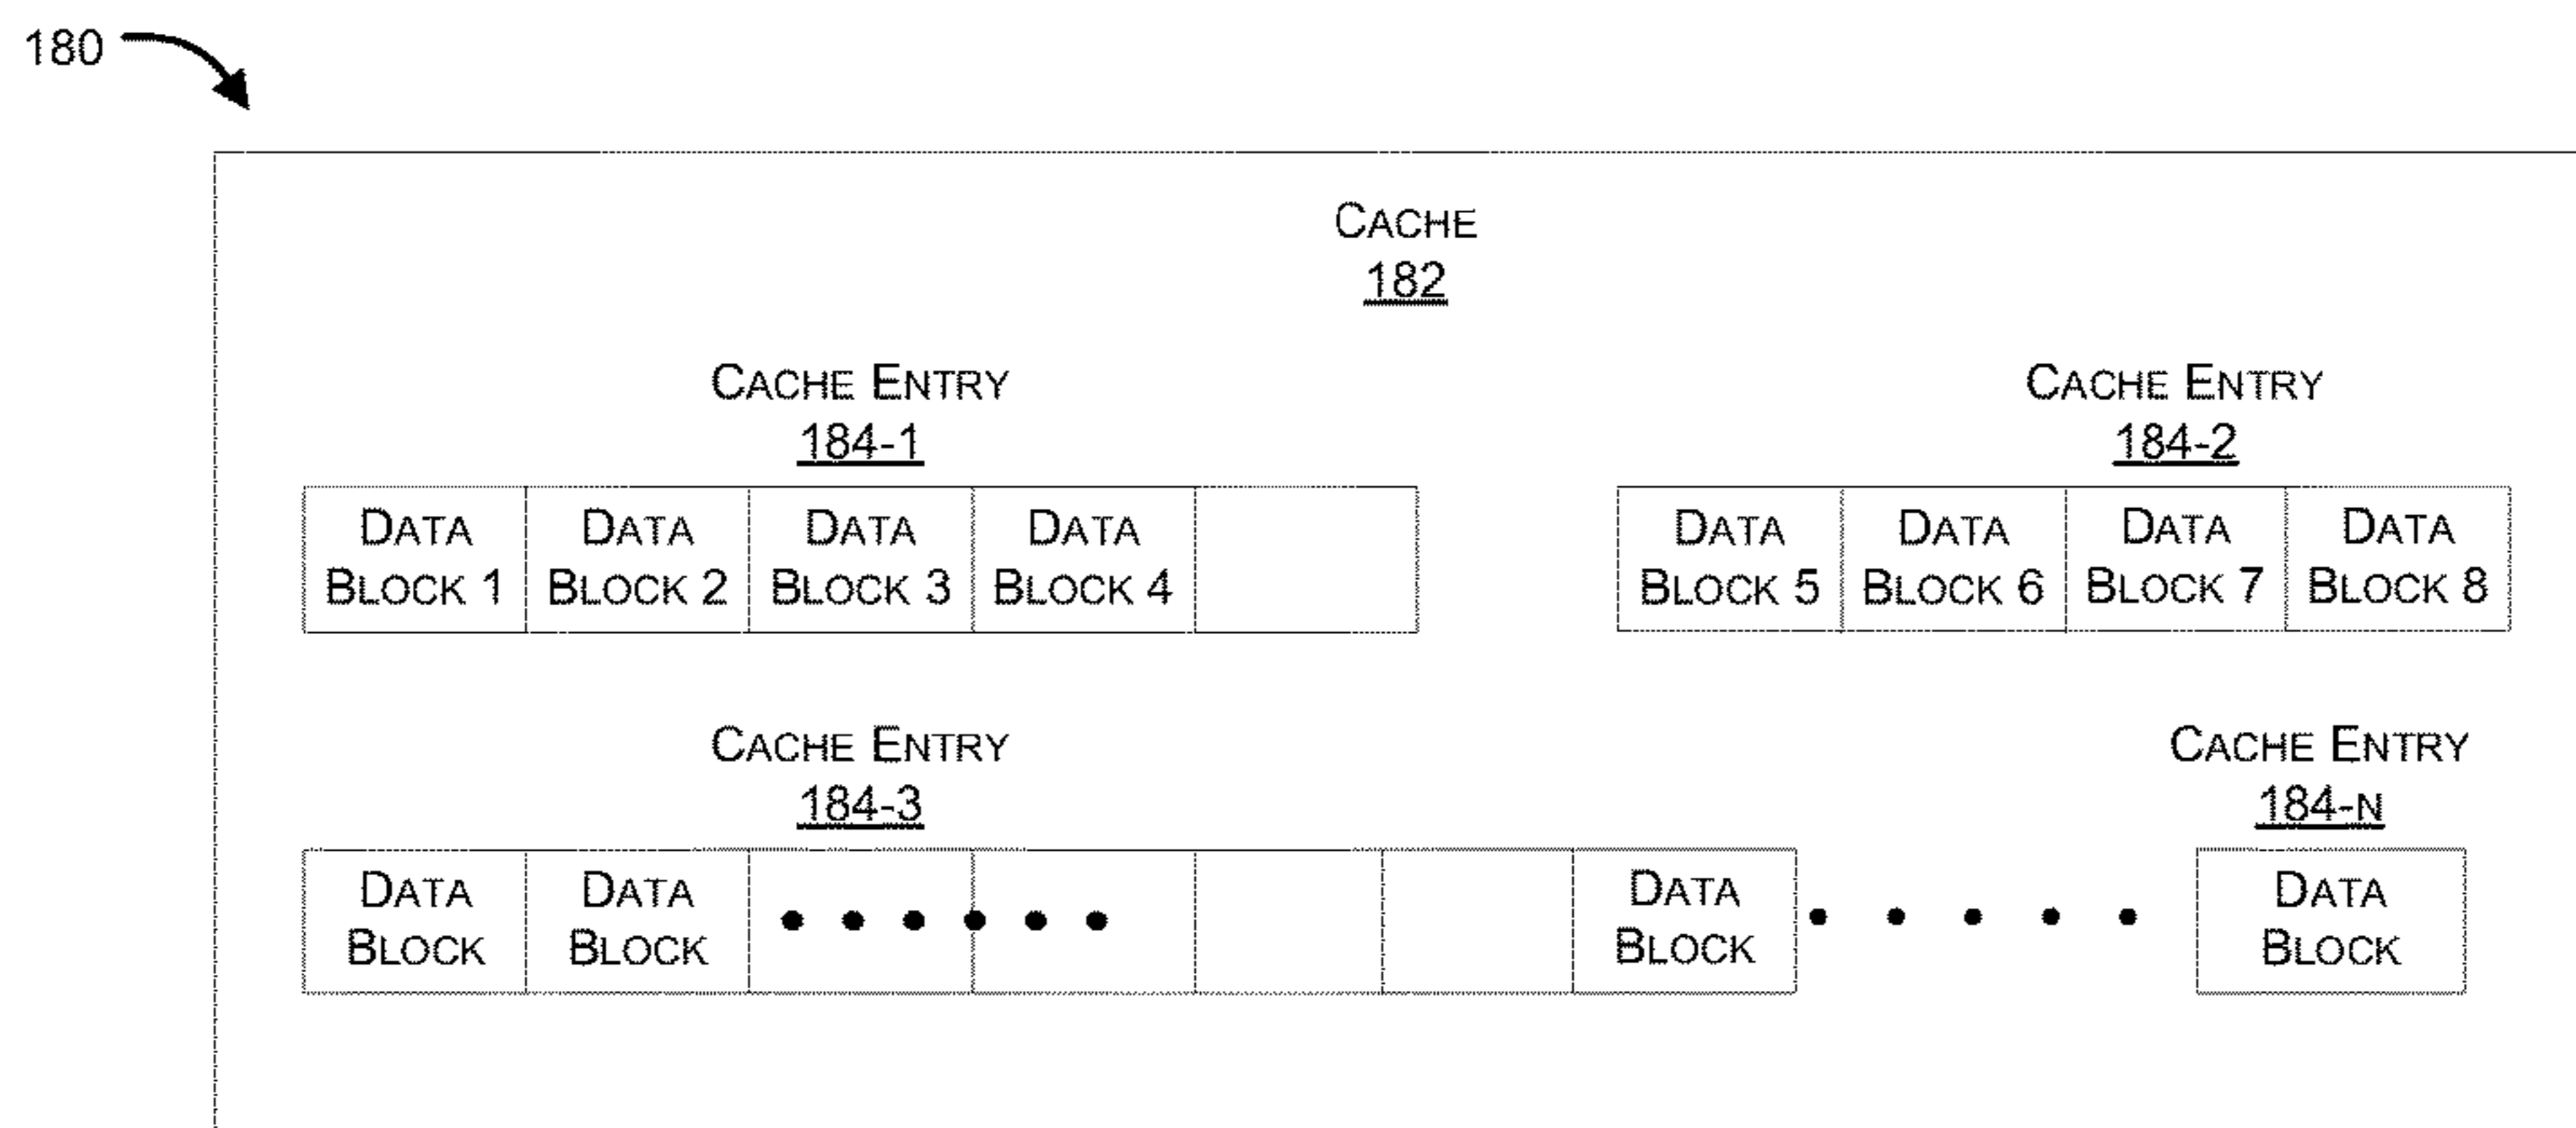 180
CACHE
182
CACHE ENTRY
184-1
CACHE ENTRY
184-2
DATA DATA DATA DATA
BLOCK 1 BLOCK 2 BLOCK 3 BLOCK 4
DATA DATA DATA DATA
BLOCK 5 BLOCK 6 BLOCK 7 BLOCK 8
CACHE ENTRY
184-3
CACHE ENTRY
184-N
DATA DATA DATA
BLOCK BLOCK BLOCK
DATA
BLOCK